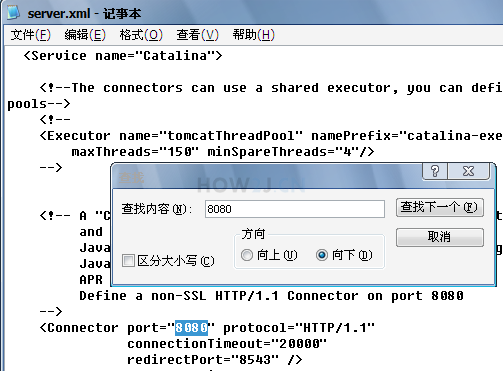 server.xml - 记事本
文件(F) 编辑(E) 格式(O) 查看(V) 帮助(H)
<Service name="Catalina">
<!--The connectors can use a shared executor, you can defi
pools-->
<!--
<Executor name="tomcatThreadPool" namePrefix="catalina-exe
maxThreads="150" minSpareThreads="4"/>
-->
查找内容(N): 8080 查找下一个(F)
取消
方向
区分大小写(C) 向上(U) 向下(D)
<!-- A "C
and
Java
Java
APR
Define a non-SSL HTTP/1.1 Connector on port 8080
-->
<Connector port="8080" protocol="HTTP/1.1"
connectionTimeout="20000"
redirectPort="8543" />